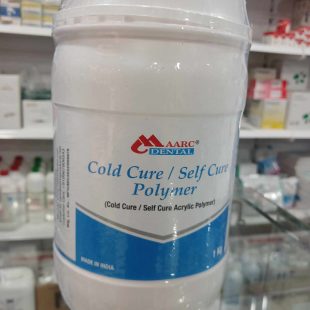 MAARC®
DENTAL
Cold Cure / Self Cure
Polymer
(Cold Cure / Self Cure Acrylic Polymer)
1 Kg
MADE IN INDIA